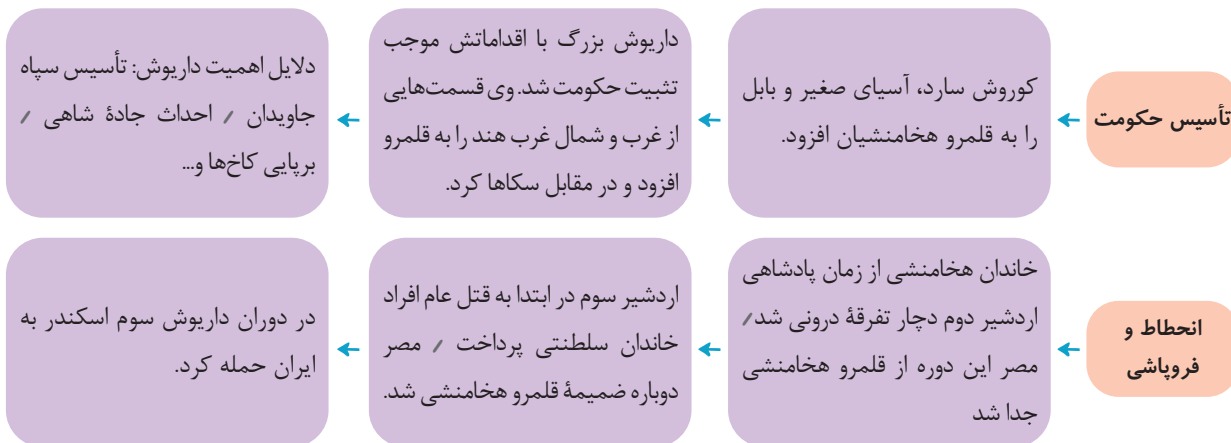 تأسیس حکومت
کوروش سارد، آسیای صغیر و بابل
را به قلمرو هخامنشیان افزود.
داریوش بزرگ با اقداماتش موجب
تثبیت حکومت شد. وی قسمت‌هایی
از غرب و شمال غرب هند را به قلمرو
افزود و در مقابل سکاها کرد.
دلایل اهمیت داریوش: تأسیس سپاه
جاویدان / احداث جادهٔ شاهی /
برپایی کاخ‌ها و...
انحطاط و
فروپاشی
خاندان هخامنشی از زمان پادشاهی
اردشیر دوم دچار تفرقهٔ درونی شد/
مصر این دوره از قلمرو هخامنشی
جدا شد
اردشیر سوم در ابتدا به قتل عام افراد
خاندان سلطنتی پرداخت / مصر
دوباره ضمیمهٔ قلمرو هخامنشی شد.
در دوران داریوش سوم اسکندر به
ایران حمله کرد.